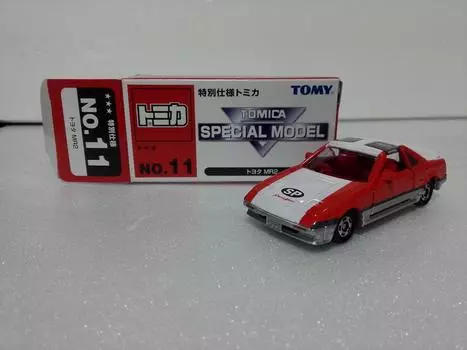 ★★★ 特別仕様
NO.11
トヨタ MR2
特別仕様トミカ
TOMY
トミカ
TOMICA
SPECIAL MODEL
NO.11
トヨタ MR2
SP